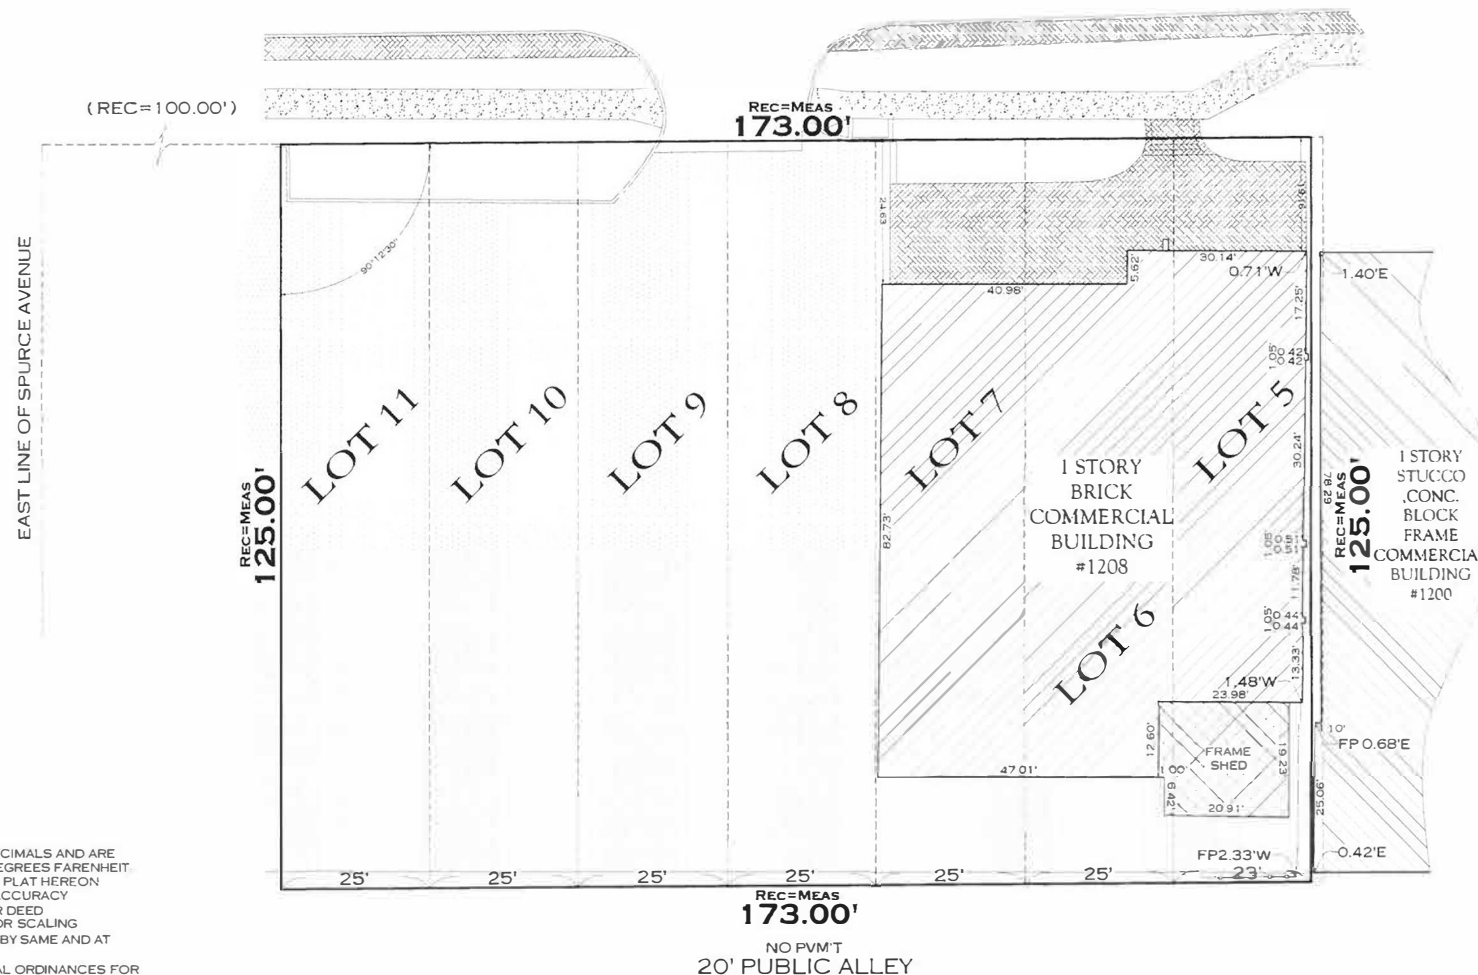 (REC=100.00')
REC=MEAS
173.00'
EAST LINE OF SPURCE AVENUE
90°12'30"
24.63
19.16
5.62'
30.14'
0.71'W
1.40'E
40.98'
17.25'
1.05'
0.42
0.42
LOT 11
LOT 10
LOT 9
LOT 8
LOT 7
LOT 6
LOT 5
30.24'
1 STORY
BRICK
COMMERCIAL
BUILDING
#1208
REC=MEAS
125.00'
82.73'
78.29
REC=MEAS
125.00'
1 STORY
STUCCO
,CONC.
BLOCK
FRAME
COMMERCIA
BUILDING
#1200
1.05'
11.78'
1.05'
0.44'
0.44'
13.33'
1.48'W
23.98'
12.60'
FRAME
SHED
19.23
10'
FP 0.68'E
47.01'
1.00'
6.42'
20.91'
25.06'
FP2.33'W
0.42'E
25'
25'
25'
25'
25'
25'
23'
REC=MEAS
173.00'
NO PVM'T
20' PUBLIC ALLEY
CIMALS AND ARE
EGREES FARENHEIT
PLAT HEREON
ACCURACY
R DEED
OR SCALING
BY SAME AND AT
AL ORDINANCES FOR